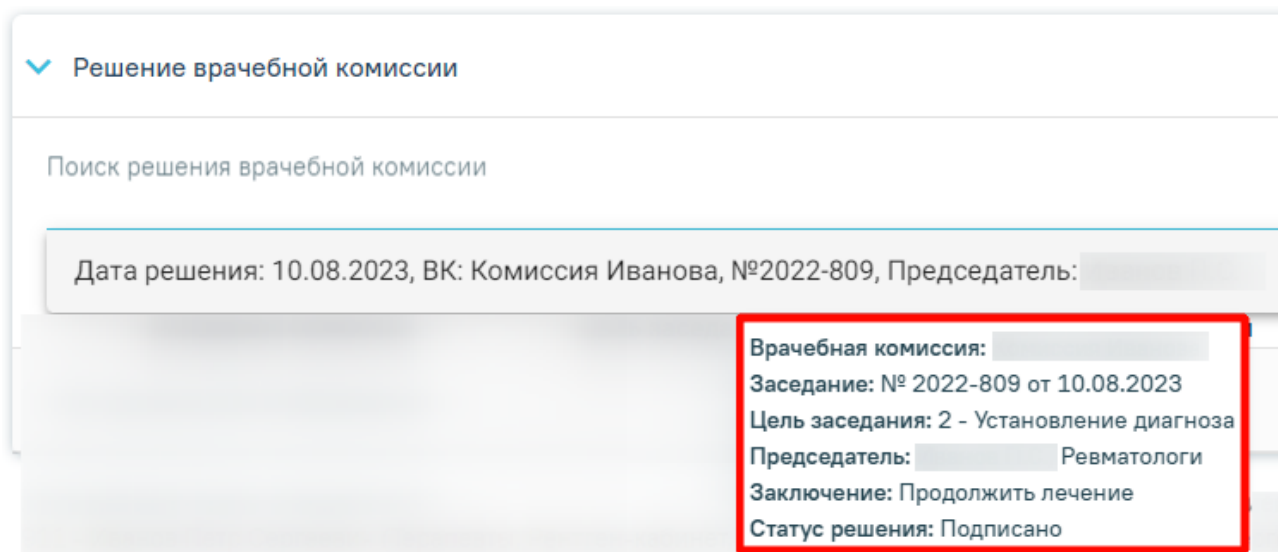 Решение врачебной комиссии
Поиск решения врачебной комиссии
Дата решения: 10.08.2023, ВК: Комиссия Иванова, №2022-809, Председатель:
Врачебная комиссия:
Заседание: № 2022-809 от 10.08.2023
Цель заседания: 2 - Установление диагноза
Председатель: Ревматологи
Заключение: Продолжить лечение
Статус решения: Подписано